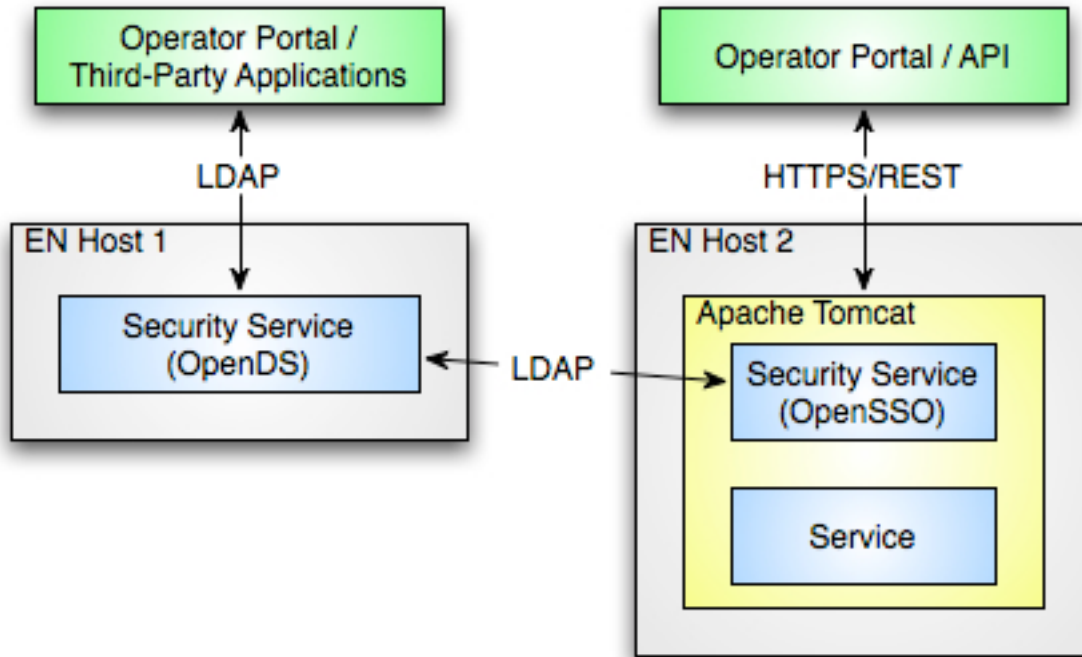 Operator Portal /
Third-Party Applications
Operator Portal / API
LDAP
HTTPS/REST
EN Host 1
Security Service
(OpenDS)
LDAP
EN Host 2
Apache Tomcat
Security Service
(OpenSSO)
Service